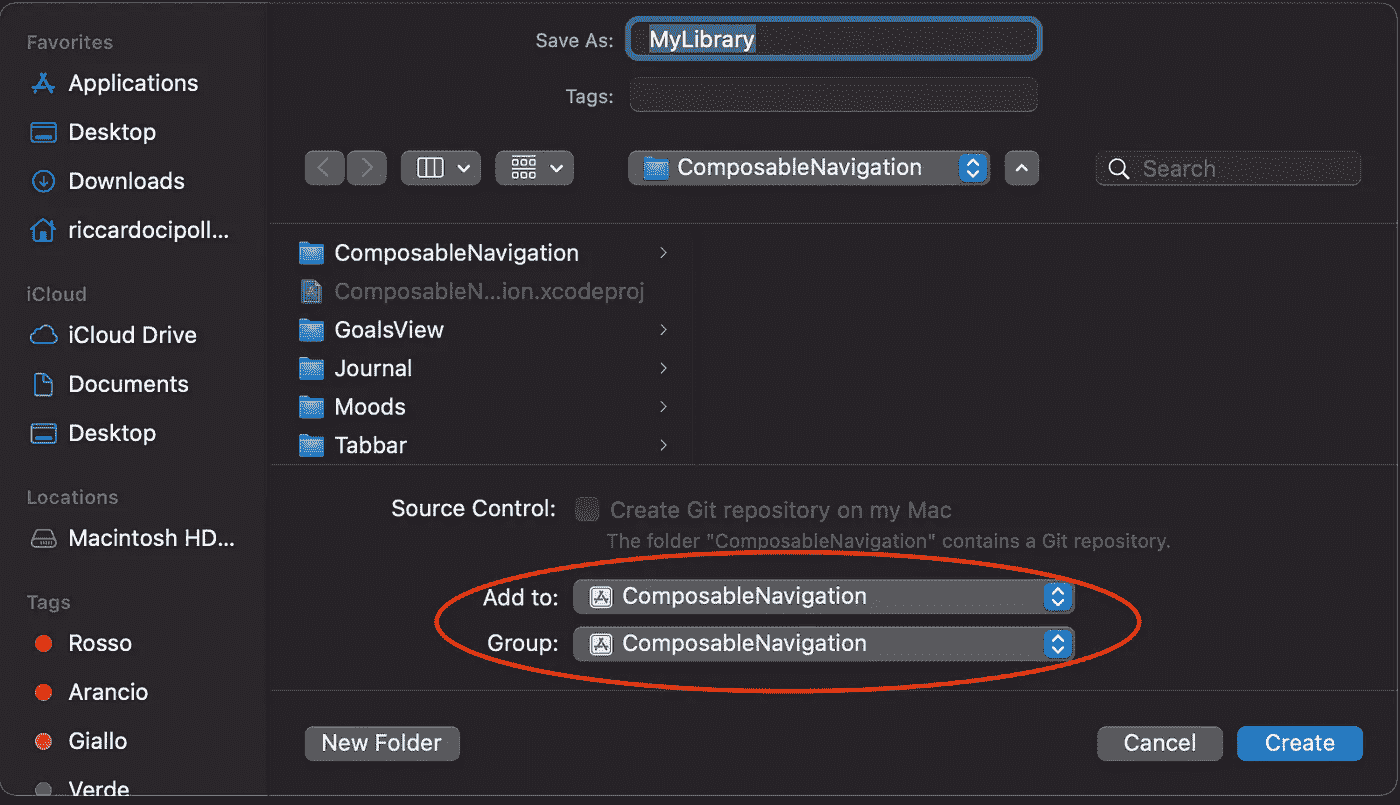 Favorites
Applications
Desktop
Downloads
riccardocipoll...
iCloud
iCloud Drive
Documents
Desktop
Locations
Macintosh HD...
Tags
Rosso
Arancio
Giallo
Verde
Save As: MyLibrary
Tags:
ComposableNavigation
Search
ComposableNavigation
ComposableN...ion.xcodeproj
GoalsView
Journal
Moods
Tabbar
Source Control: Create Git repository on my Mac
The folder "ComposableNavigation" contains a Git repository.
Add to: ComposableNavigation
Group: ComposableNavigation
New Folder
Cancel
Create